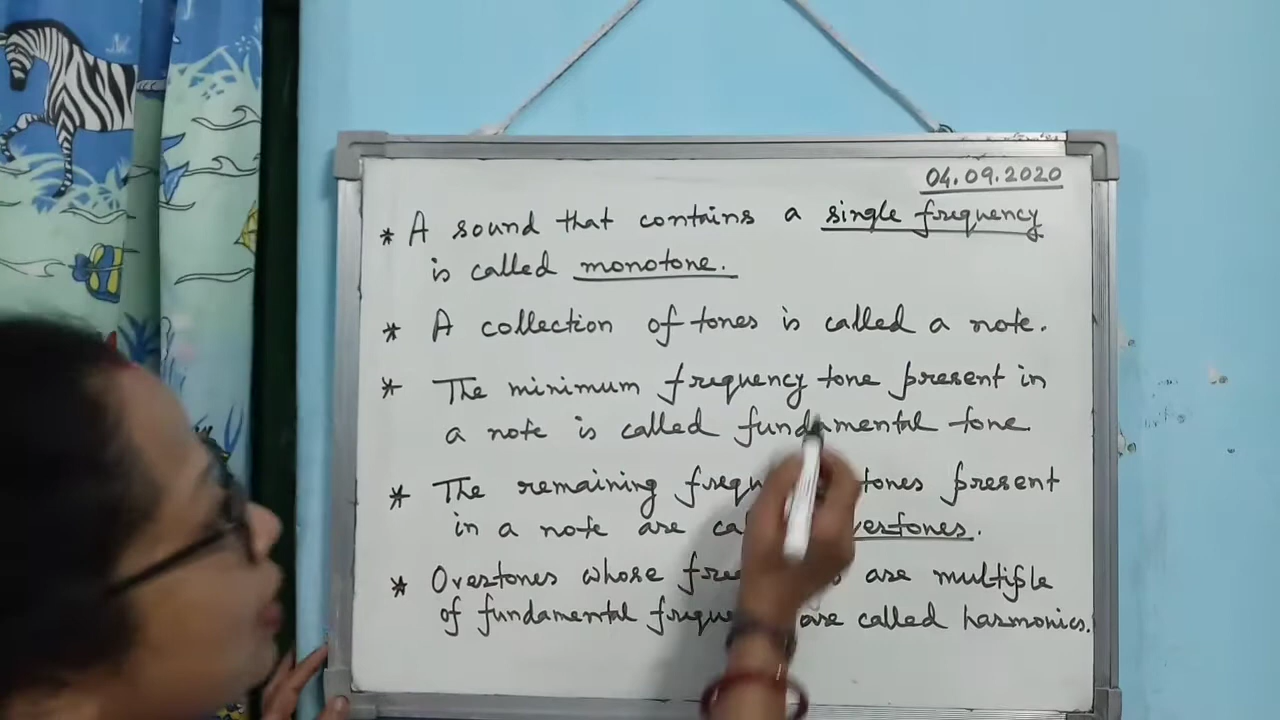 04.09.2020
* A sound that contains a single frequency
is called monotone.
* A collection of tones is called a note.
* The minimum frequency tone present in
a note is called fundamental tone.
* The remaining tones present
in a note are
* Overtones whose are multiple
of fundamental are called harmonics.